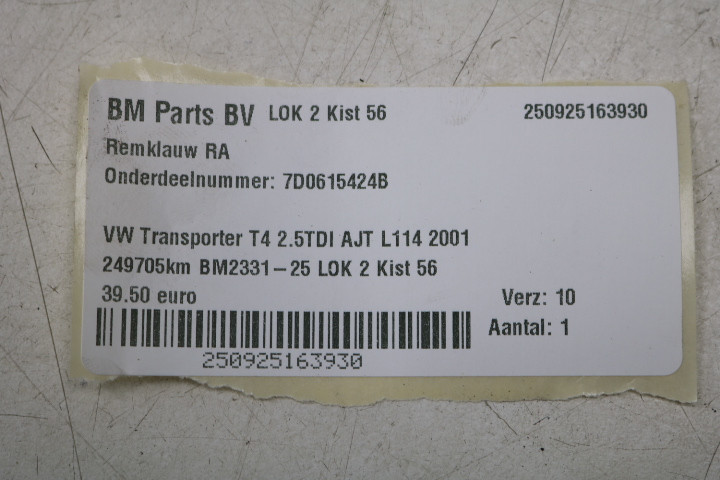 BM Parts BV LOK 2 Kist 56 250925163930
Remklauw RA
Onderdeelnummer: 7D0615424B
VW Transporter T4 2.5TDI AJT L114 2001
249705km BM2331-25 LOK 2 Kist 56
39.50 euro Verz: 10
Aantal: 1
250925163930